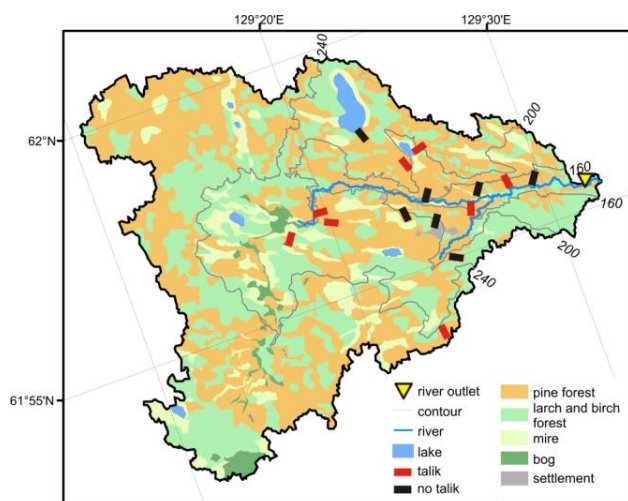 129°20'E
129°30'E
240
62°N
200
160
160
200
240
61°55'N
river outlet
contour
river
lake
talik
no talik
pine forest
larch and birch
forest
mire
bog
settlement